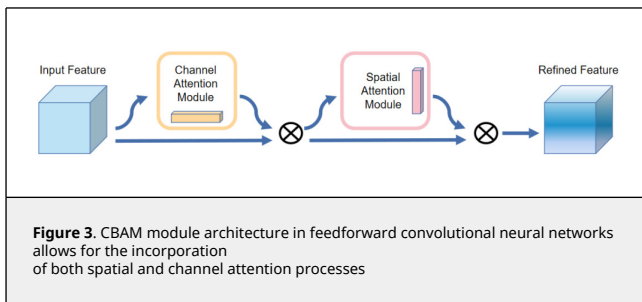 Input Feature
Channel
Attention
Module
Spatial
Attention
Module
Refined Feature
Figure 3. CBAM module architecture in feedforward convolutional neural networks
allows for the incorporation
of both spatial and channel attention processes